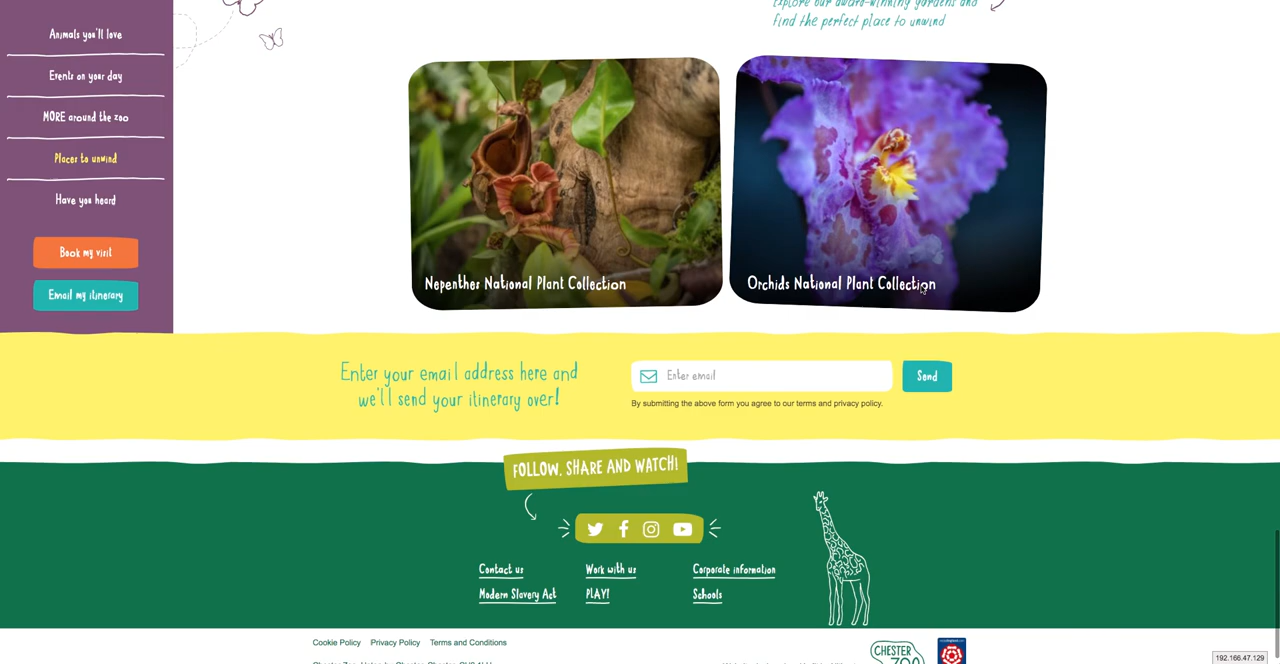 Explore our award-winning gardens and
find the perfect place to unwind
Animals you'll love
Events on your day
MORE around the zoo
Places to unwind
Have you heard
Book my visit
Email my itinerary
Nepenthes National Plant Collection
Orchids National Plant Collection
Enter your email address here and
we'll send your itinerary over!
Enter email
Send
By submitting the above form you agree to our terms and privacy policy.
FOLLOW, SHARE AND WATCH!
Contact us
Work with us
Corporate information
Modern Slavery Act
PLAY!
Schools
Cookie Policy
Privacy Policy
Terms and Conditions
CHESTER
ZOO
192.166.47.129